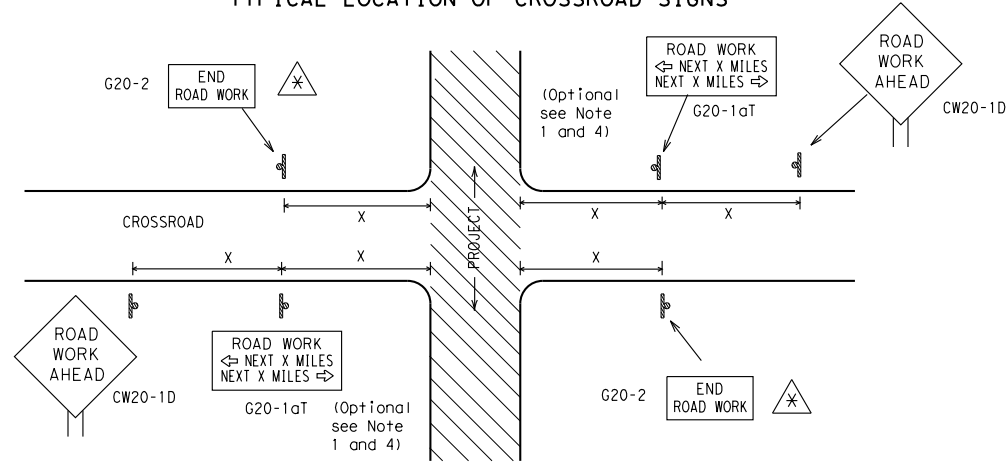 TYPICAL LOCATION OF CROSSROAD SIGNS
G20-2
END
ROAD WORK
(Optional
see Note
1 and 4)
ROAD WORK
⇦ NEXT X MILES
NEXT X MILES ⇨
G20-1aT
ROAD
WORK
AHEAD
CW20-1D
X
X
X
CROSSROAD
PROJECT
X
X
X
ROAD
WORK
AHEAD
CW20-1D
ROAD WORK
⇦ NEXT X MILES
NEXT X MILES ⇨
G20-1aT
(Optional
see Note
1 and 4)
G20-2
END
ROAD WORK